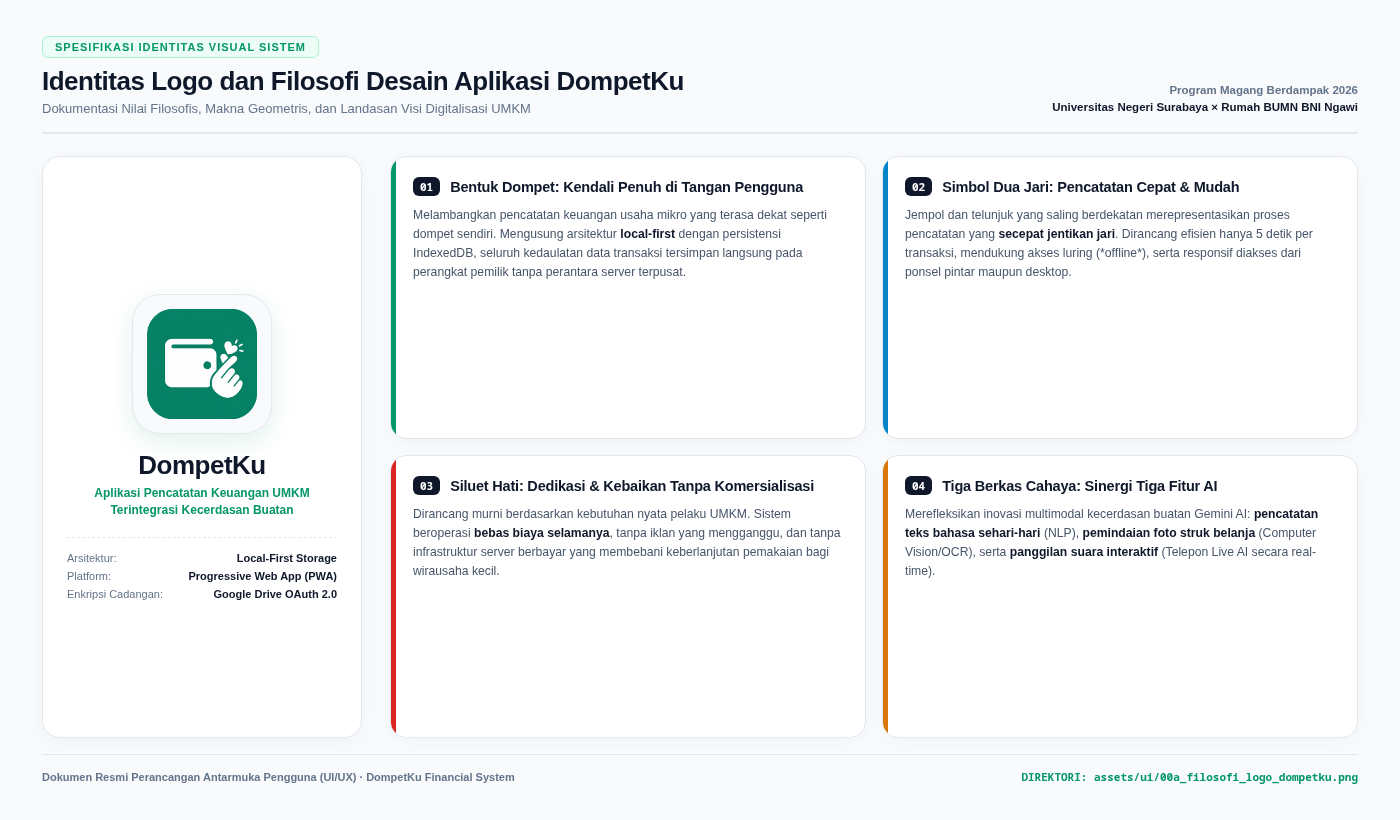 SPESIFIKASI IDENTITAS VISUAL SISTEM
Identitas Logo dan Filosofi Desain Aplikasi DompetKu
Dokumentasi Nilai Filosofis, Makna Geometris, dan Landasan Visi Digitalisasi UMKM
Program Magang Berdampak 2026
Universitas Negeri Surabaya × Rumah BUMN BNI Ngawi
DompetKu
Aplikasi Pencatatan Keuangan UMKM
Terintegrasi Kecerdasan Buatan
Arsitektur: Local-First Storage
Platform: Progressive Web App (PWA)
Enkripsi Cadangan: Google Drive OAuth 2.0
01 Bentuk Dompet: Kendali Penuh di Tangan Pengguna
Melambangkan pencatatan keuangan usaha mikro yang terasa dekat seperti
dompet sendiri. Mengusung arsitektur local-first dengan persistensi
IndexedDB, seluruh kedaulatan data transaksi tersimpan langsung pada
perangkat pemilik tanpa perantara server terpusat.
02 Simbol Dua Jari: Pencatatan Cepat & Mudah
Jempol dan telunjuk yang saling berdekatan merepresentasikan proses
pencatatan yang secepat jentikan jari. Dirancang efisien hanya 5 detik per
transaksi, mendukung akses luring (*offline*), serta responsif diakses dari
ponsel pintar maupun desktop.
03 Siluet Hati: Dedikasi & Kebaikan Tanpa Komersialisasi
Dirancang murni berdasarkan kebutuhan nyata pelaku UMKM. Sistem
beroperasi bebas biaya selamanya, tanpa iklan yang mengganggu, dan tanpa
infrastruktur server berbayar yang membebani keberlanjutan pemakaian bagi
wirausaha kecil.
04 Tiga Berkas Cahaya: Sinergi Tiga Fitur AI
Merefleksikan inovasi multimodal kecerdasan buatan Gemini AI: pencatatan
teks bahasa sehari-hari (NLP), pemindaian foto struk belanja (Computer
Vision/OCR), serta panggilan suara interaktif (Telepon Live AI secara real-
time).
Dokumen Resmi Perancangan Antarmuka Pengguna (UI/UX) · DompetKu Financial System
DIREKTORI: assets/ui/00a_filosofi_logo_dompetku.png